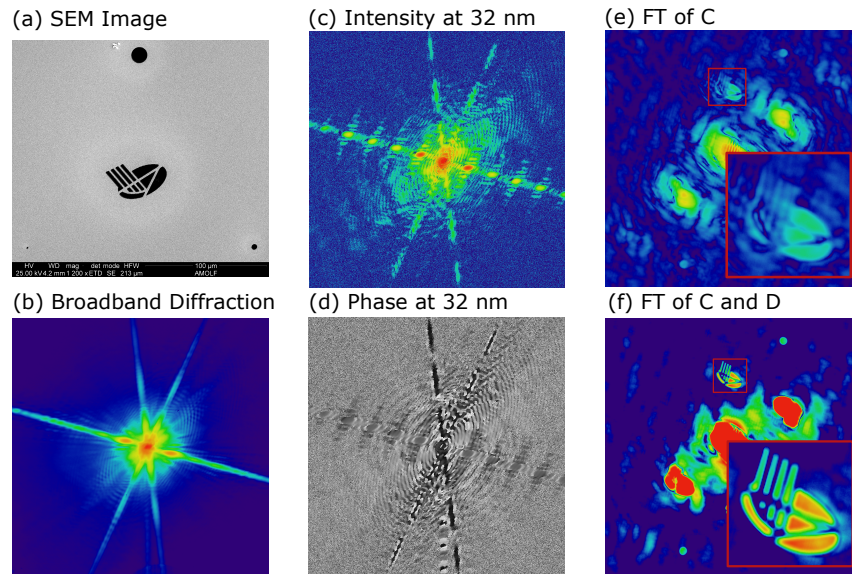 (a) SEM Image
(c) Intensity at 32 nm
(e) FT of C
HV WD mag det mode HFW 100 µm
25.00 kV 4.2 mm 1 200 x ETD SE 213 µm AMOLF
(b) Broadband Diffraction
(d) Phase at 32 nm
(f) FT of C and D